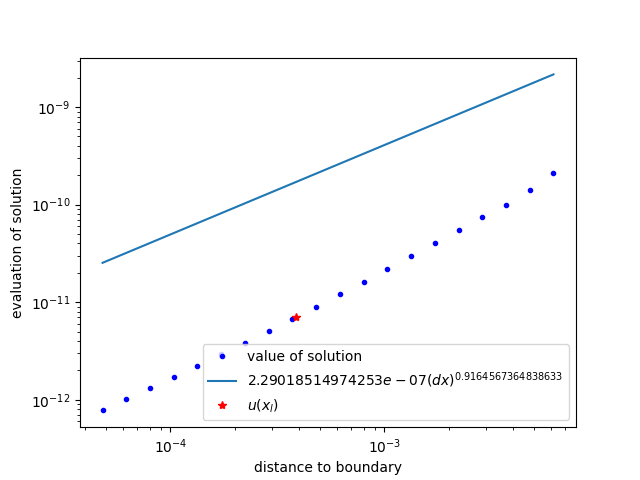 10⁻⁹
10⁻¹⁰
10⁻¹¹
10⁻¹²
evaluation of solution
value of solution
2.29018514974253e − 07(dx)^0.9164567364838633
u(x_l)
10⁻⁴
10⁻³
distance to boundary